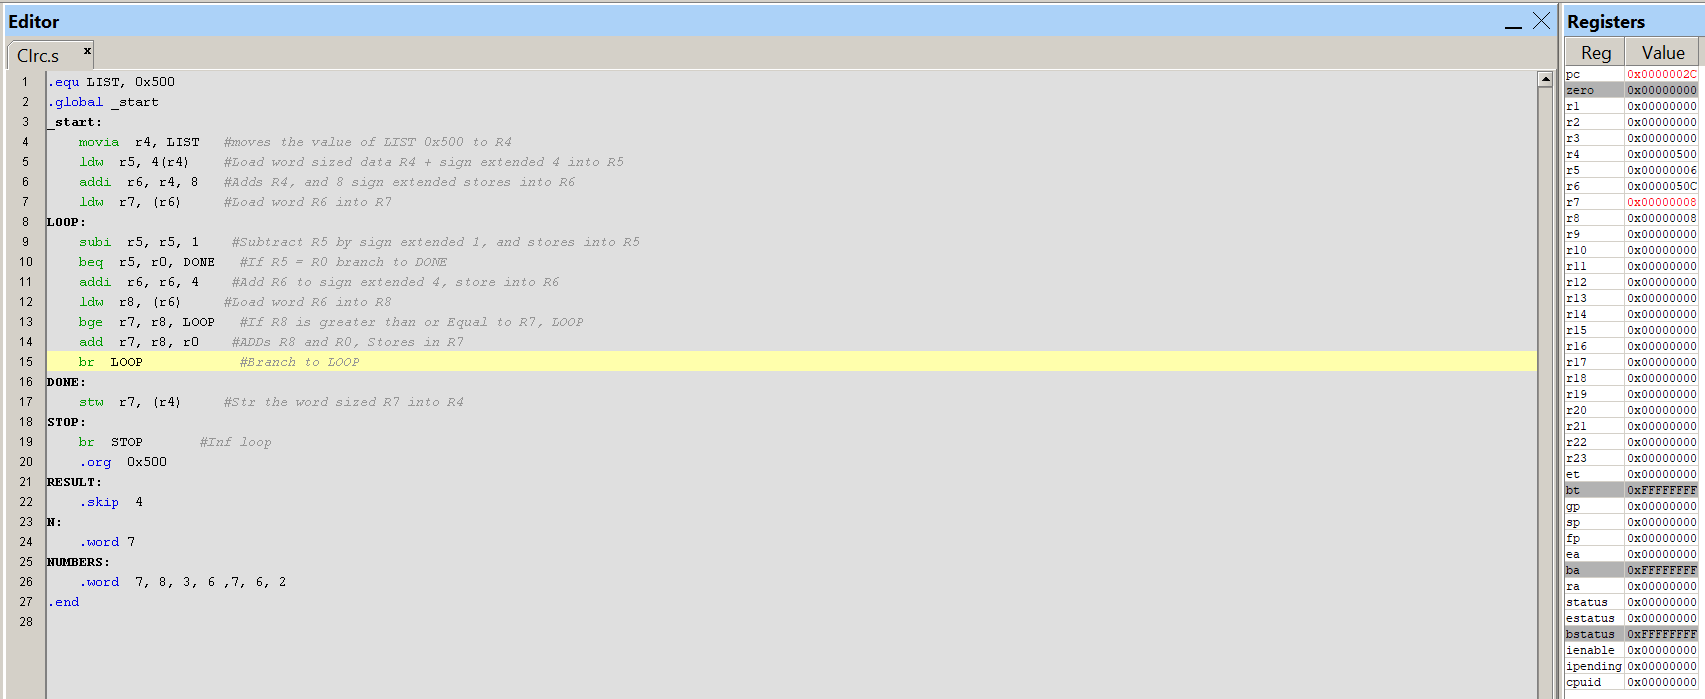 Editor
Clrc.s x
1 .equ LIST, 0x500
2 .global _start
3 _start:
4 movia r4, LIST #moves the value of LIST 0x500 to R4
5 ldw r5, 4(r4) #Load word sized data R4 + sign extended 4 into R5
6 addi r6, r4, 8 #Adds R4, and 8 sign extended stores into R6
7 ldw r7, (r6) #Load word R6 into R7
8 LOOP:
9 subi r5, r5, 1 #Subtract R5 by sign extended 1, and stores into R5
10 beq r5, r0, DONE #If R5 = R0 branch to DONE
11 addi r6, r6, 4 #Add R6 to sign extended 4, store into R6
12 ldw r8, (r6) #Load word R6 into R8
13 bge r7, r8, LOOP #If R8 is greater than or Equal to R7, LOOP
14 add r7, r8, r0 #ADDs R8 and R0, Stores in R7
15 br LOOP #Branch to LOOP
16 DONE:
17 stw r7, (r4) #Str the word sized R7 into R4
18 STOP:
19 br STOP #Inf loop
20 .org 0x500
21 RESULT:
22 .skip 4
23 N:
24 .word 7
25 NUMBERS:
26 .word 7, 8, 3, 6 ,7, 6, 2
27 .end
28
Registers
Reg Value
pc 0x0000002C
zero 0x00000000
r1 0x00000000
r2 0x00000000
r3 0x00000000
r4 0x00000500
r5 0x00000006
r6 0x0000050C
r7 0x00000008
r8 0x00000008
r9 0x00000000
r10 0x00000000
r11 0x00000000
r12 0x00000000
r13 0x00000000
r14 0x00000000
r15 0x00000000
r16 0x00000000
r17 0x00000000
r18 0x00000000
r19 0x00000000
r20 0x00000000
r21 0x00000000
r22 0x00000000
r23 0x00000000
et 0x00000000
bt 0xFFFFFFFF
gp 0x00000000
sp 0x00000000
fp 0x00000000
ea 0x00000000
ba 0xFFFFFFFF
ra 0x00000000
status 0x00000000
estatus 0x00000000
bstatus 0xFFFFFFFF
ienable 0x00000000
ipending 0x00000000
cpuid 0x00000000